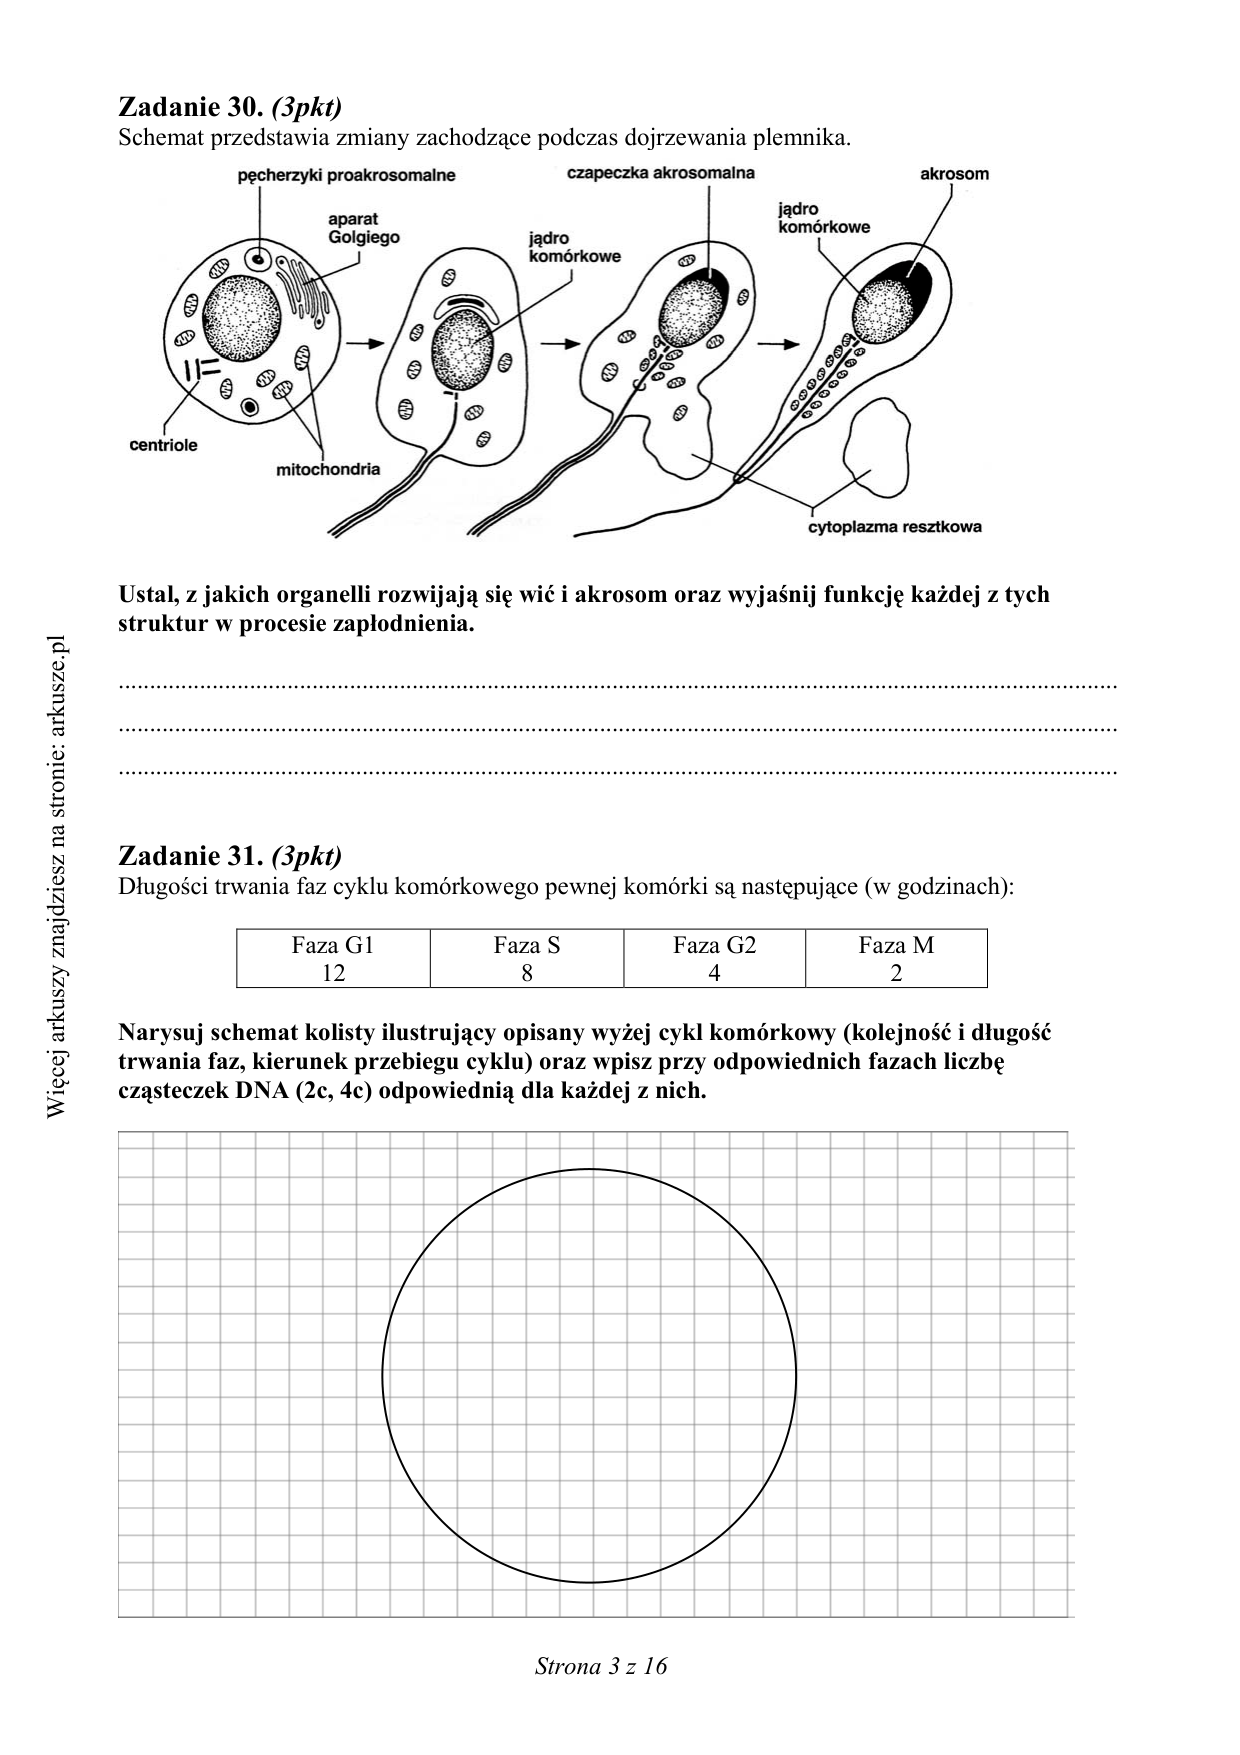 Zadanie 30. (3pkt)
Schemat przedstawia zmiany zachodzące podczas dojrzewania plemnika.
pęcherzyki proakrosomalne
czapeczka akrosomalna
akrosom
aparat
Golgiego
jądro
komórkowe
jądro
komórkowe
centriole
mitochondria
cytoplazma resztkowa
Ustal, z jakich organelli rozwijają się wić i akrosom oraz wyjaśnij funkcję każdej z tych
struktur w procesie zapłodnienia.
Zadanie 31. (3pkt)
Długości trwania faz cyklu komórkowego pewnej komórki są następujące (w godzinach):
Faza G1 Faza S Faza G2 Faza M
12 8 4 2
Narysuj schemat kolisty ilustrujący opisany wyżej cykl komórkowy (kolejność i długość
trwania faz, kierunek przebiegu cyklu) oraz wpisz przy odpowiednich fazach liczbę
cząsteczek DNA (2c, 4c) odpowiednią dla każdej z nich.
Strona 3 z 16
Więcej arkuszy znajdziesz na stronie: arkusze.pl